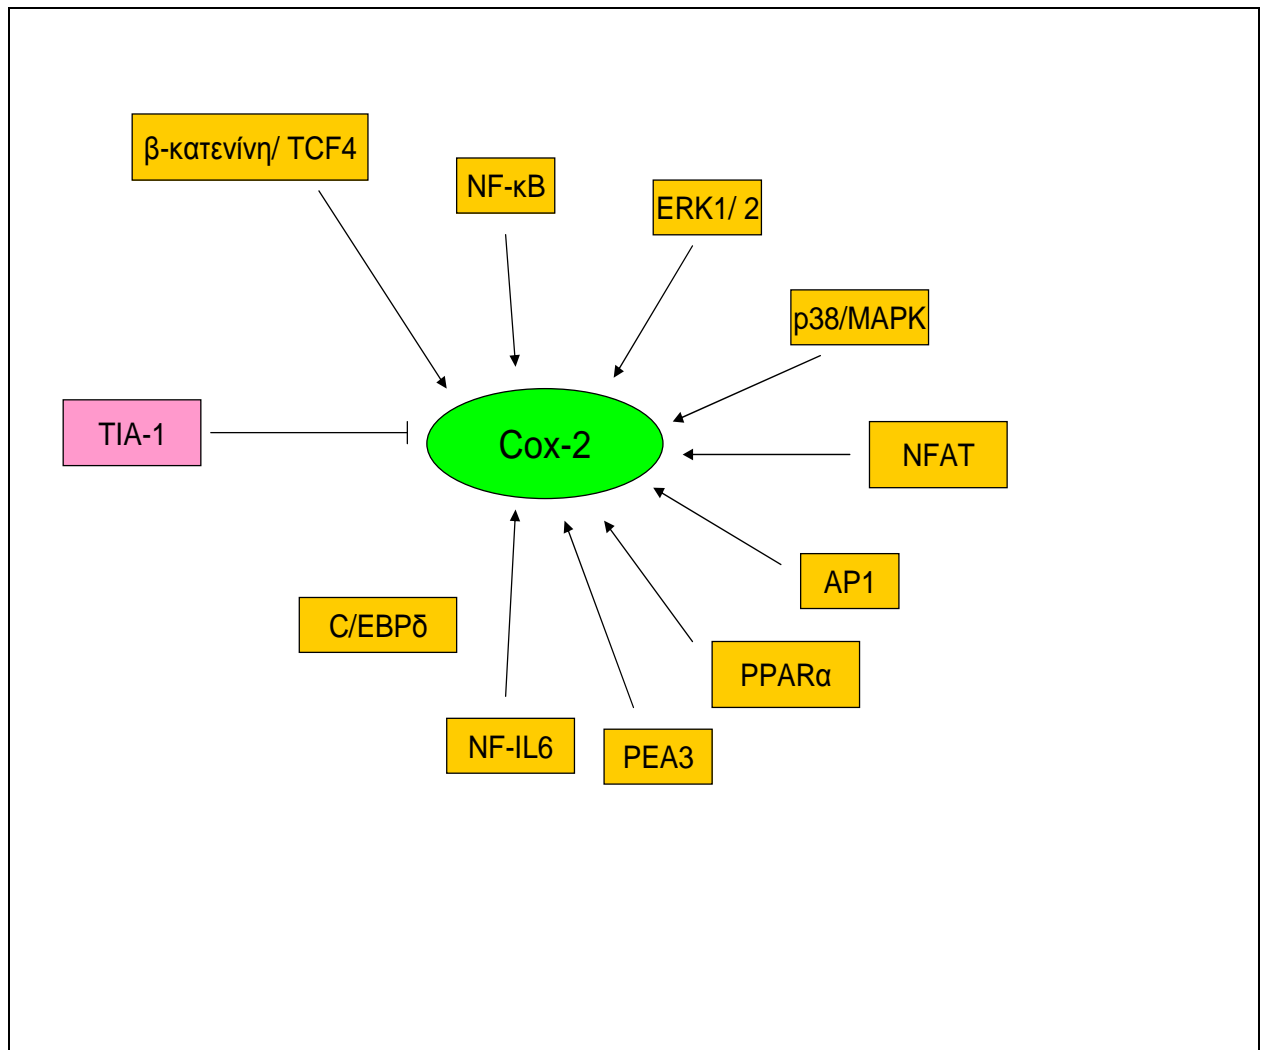 β-κατενίνη/ TCF4
NF-κB
ERK1/ 2
p38/MAPK
TIA-1
Cox-2
NFAT
AP1
C/EBPδ
PPARα
NF-IL6
PEA3